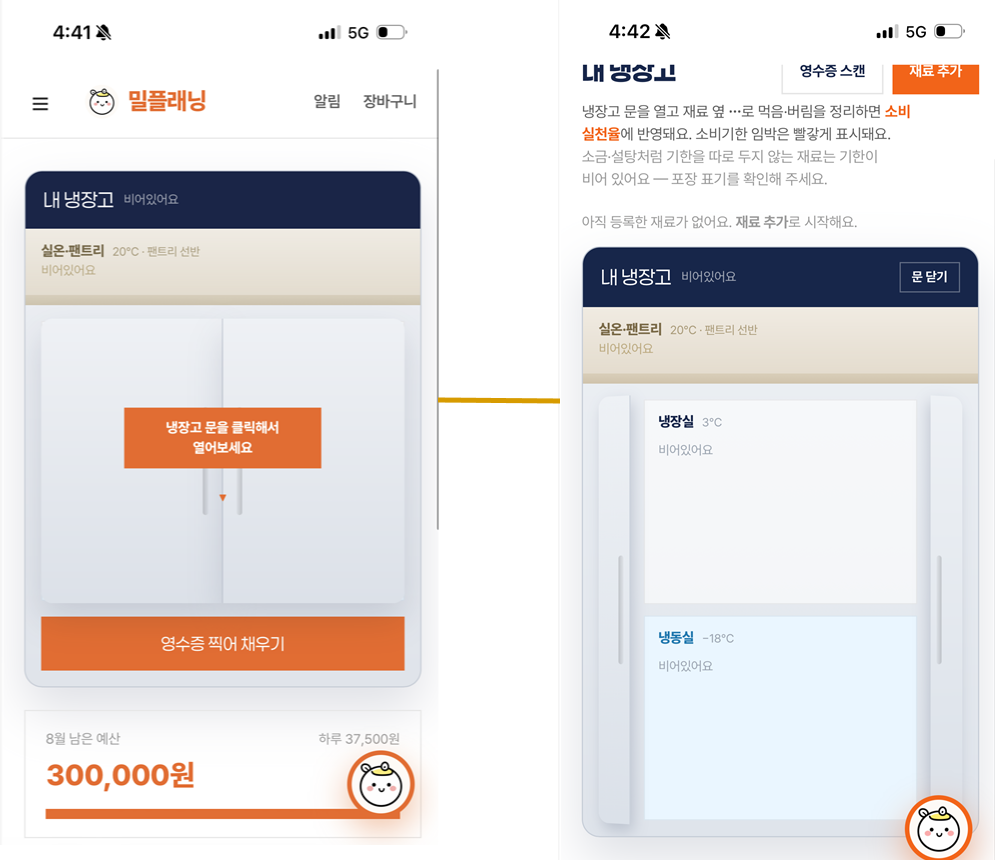 4:41
5G
밀플래닝
알림
장바구니
내 냉장고 비어있어요
실온·팬트리 20°C · 팬트리 선반
비어있어요
냉장고 문을 클릭해서
열어보세요
▼
영수증 찍어 채우기
8월 남은 예산
하루 37,500원
300,000원
4:42
5G
내 냉장고
영수증 스캔
재료 추가
냉장고 문을 열고 재료 옆 ···로 먹음·버림을 정리하면 소비
실천율에 반영돼요. 소비기한 임박은 빨갛게 표시돼요.
소금·설탕처럼 기한을 따로 두지 않는 재료는 기한이
비어 있어요 — 포장 표기를 확인해 주세요.
아직 등록한 재료가 없어요. 재료 추가로 시작해요.
내 냉장고 비어있어요
문 닫기
실온·팬트리 20°C · 팬트리 선반
비어있어요
냉장실 3°C
비어있어요
냉동실 −18°C
비어있어요